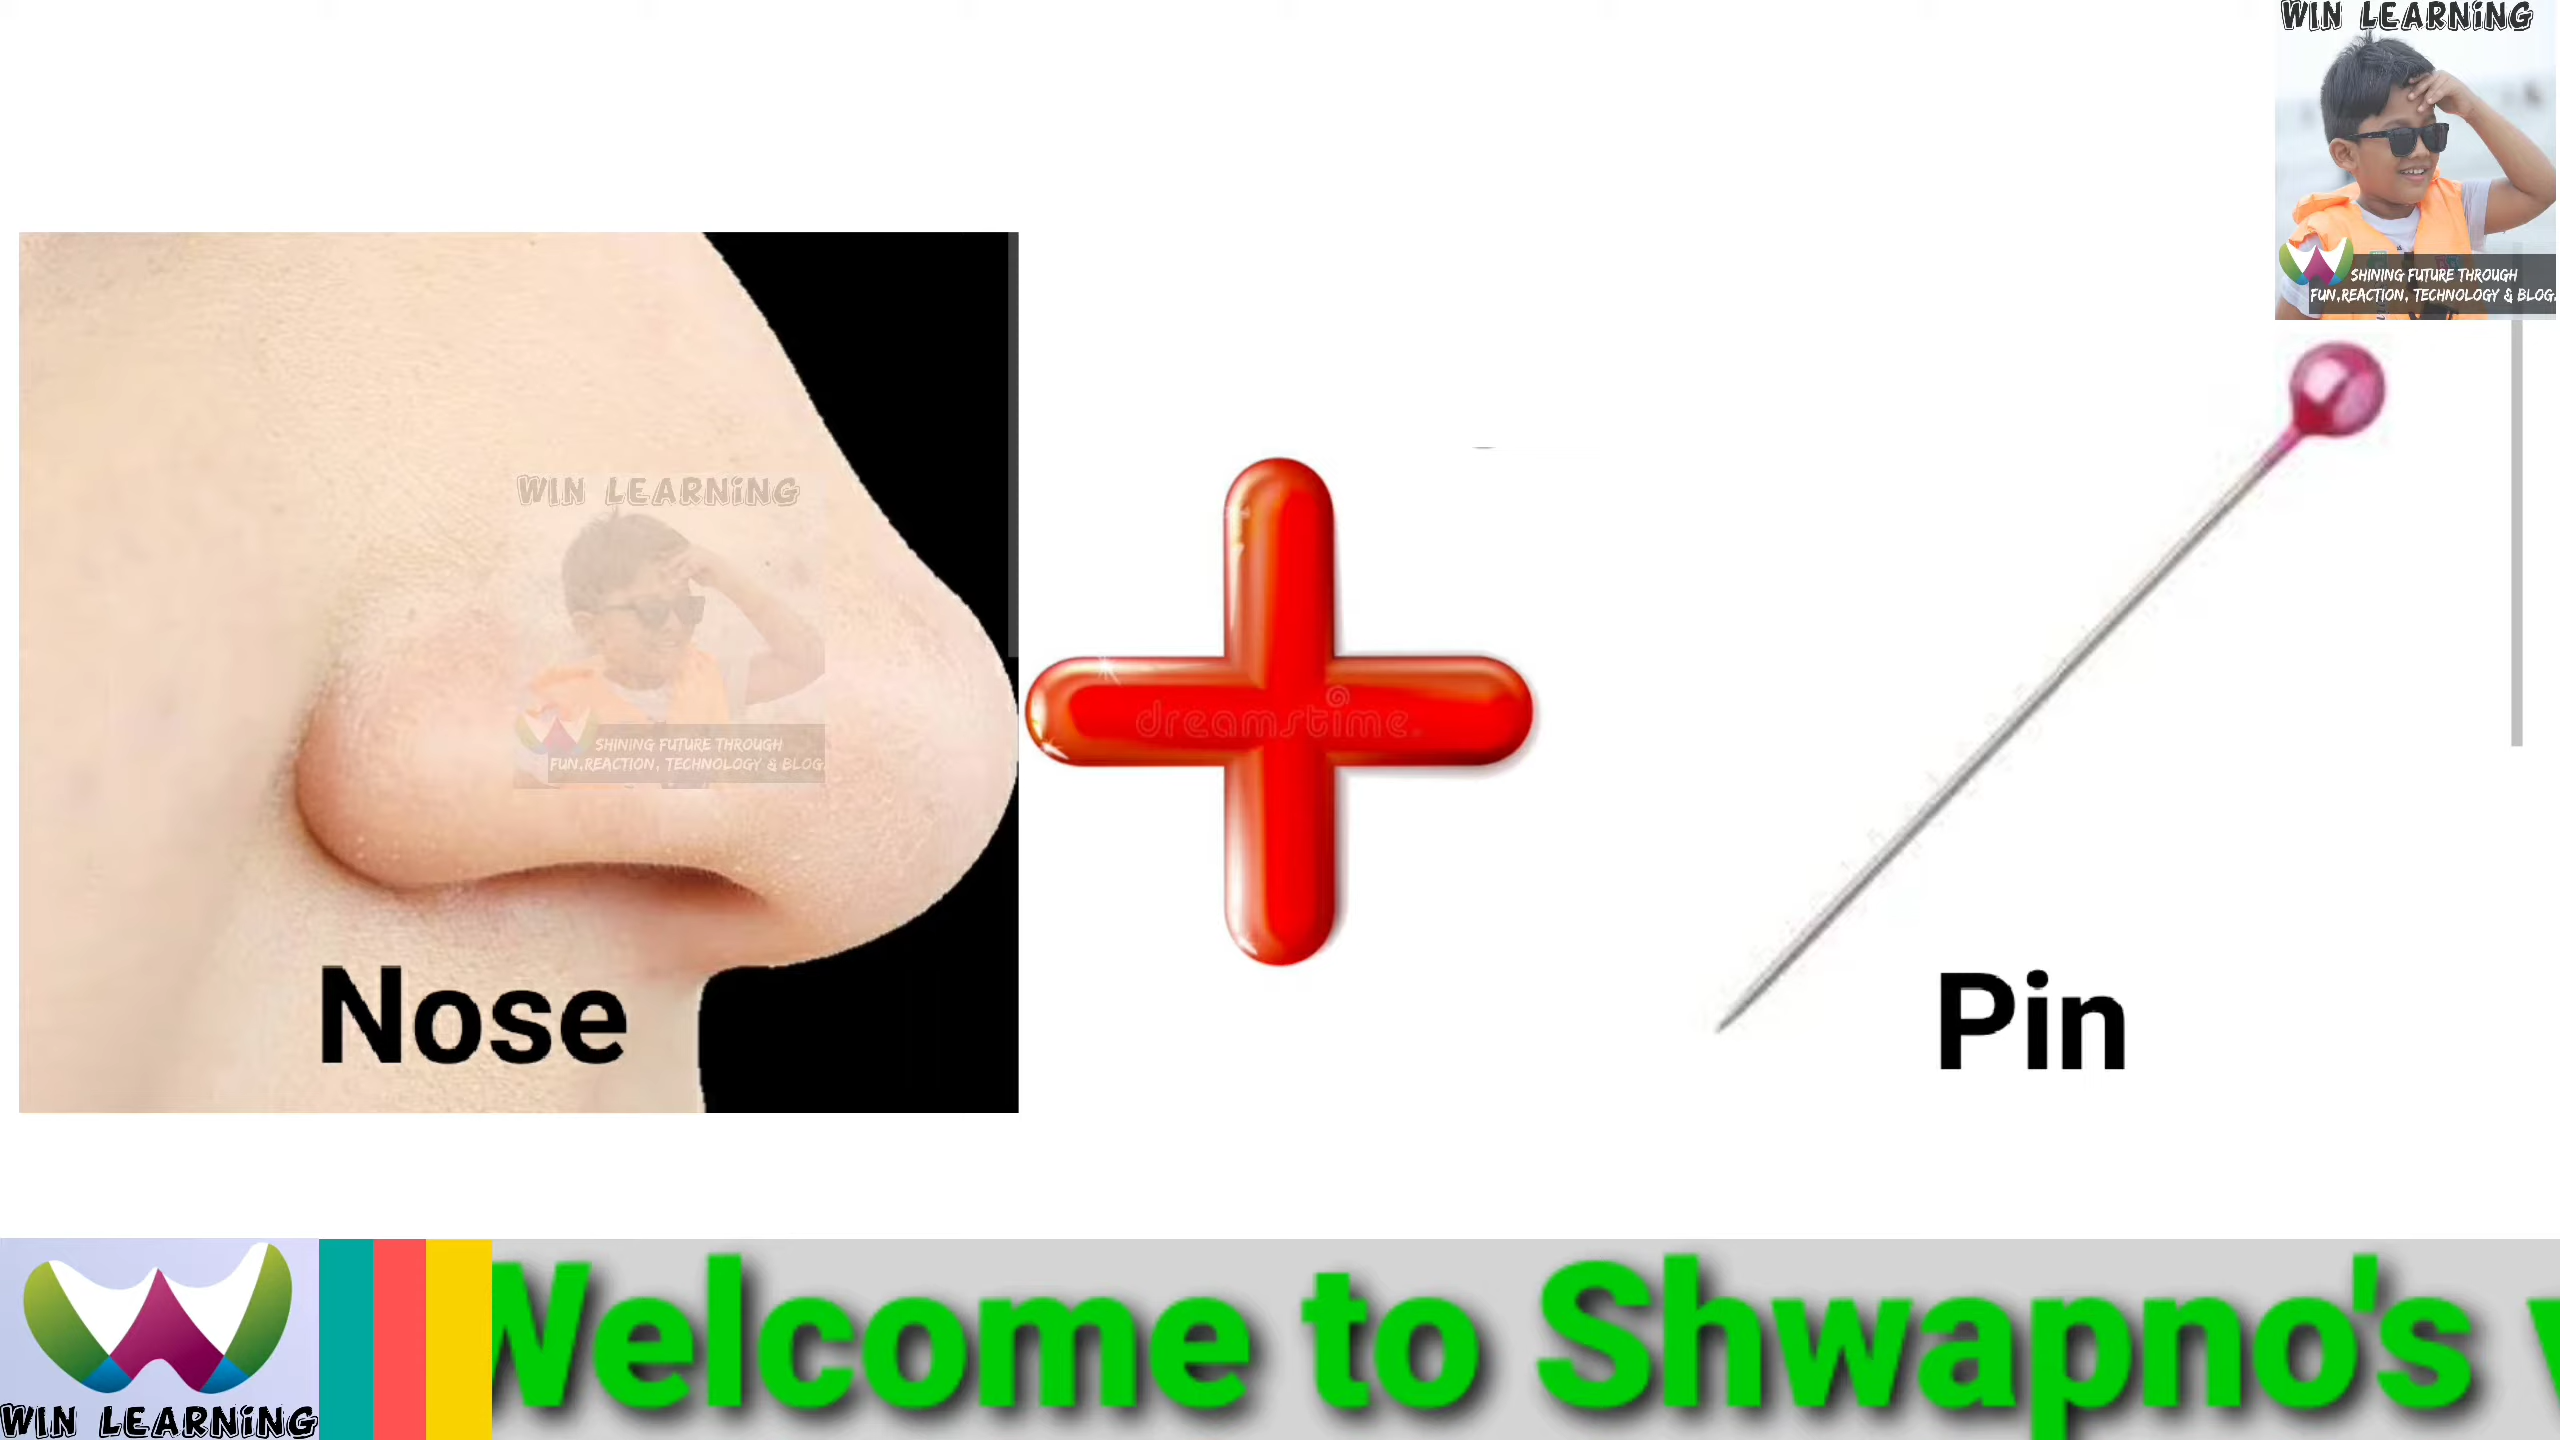 WIN LEARNiNG
SHINING FUTURE THROUGH
FUN,REACTION, TECHNOLOGY & BLOG.
WIN LEARNiNG
SHINING FUTURE THROUGH
FUN,REACTION, TECHNOLOGY & BLOG.
dreamstime.
Nose
Pin
WIN LEARNiNG
Welcome to Shwapno's